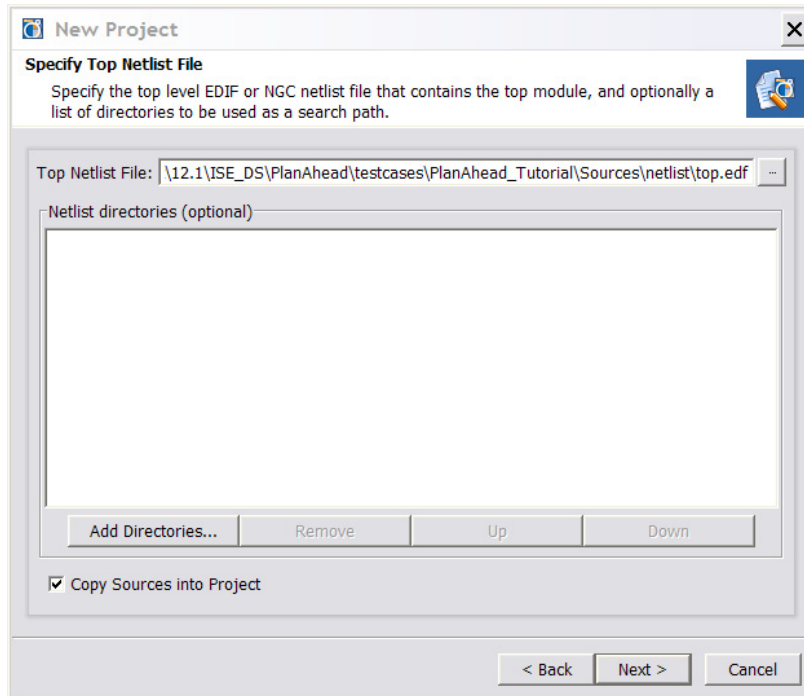 New Project
Specify Top Netlist File
Specify the top level EDIF or NGC netlist file that contains the top module, and optionally a
list of directories to be used as a search path.
Top Netlist File: \12.1\ISE_DS\PlanAhead\testcases\PlanAhead_Tutorial\Sources\netlist\top.edf ...
Netlist directories (optional)
Add Directories... Remove Up Down
Copy Sources into Project
< Back Next > Cancel